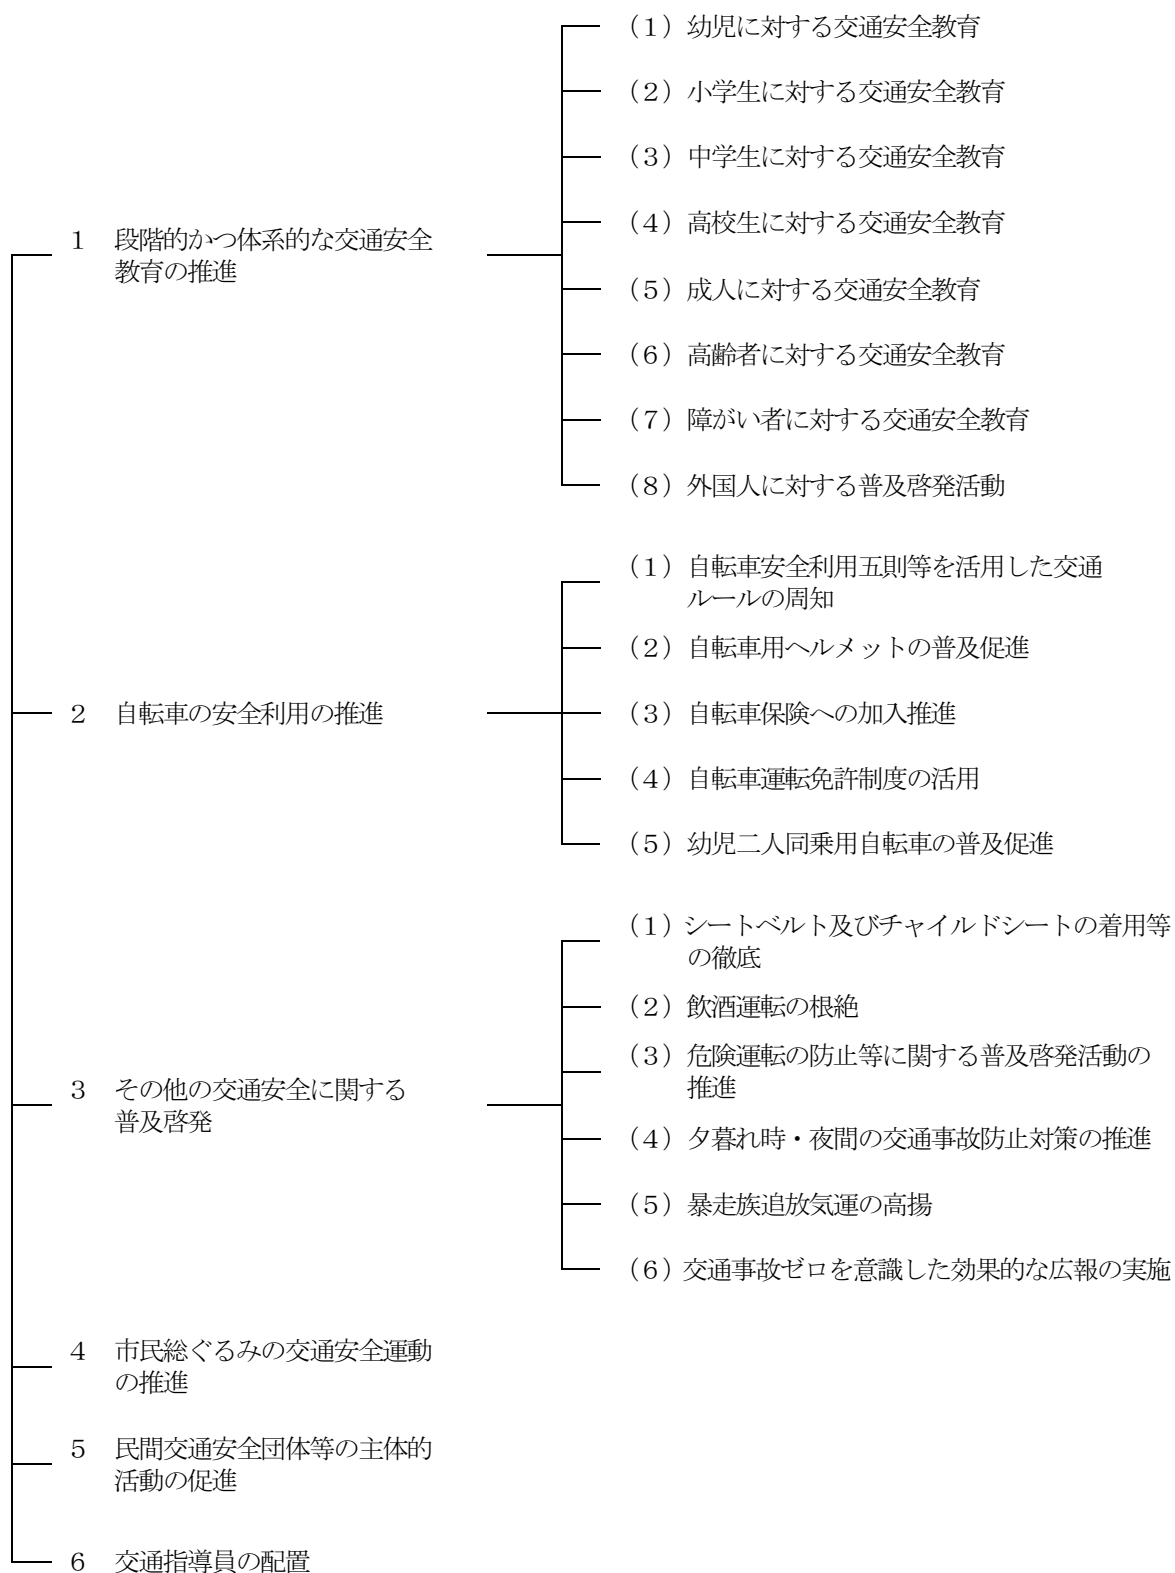 1 段階的かつ体系的な交通安全
教育の推進
（1）幼児に対する交通安全教育
（2）小学生に対する交通安全教育
（3）中学生に対する交通安全教育
（4）高校生に対する交通安全教育
（5）成人に対する交通安全教育
（6）高齢者に対する交通安全教育
（7）障がい者に対する交通安全教育
（8）外国人に対する普及啓発活動
2 自転車の安全利用の推進
（1）自転車安全利用五則等を活用した交通
ルールの周知
（2）自転車用ヘルメットの普及促進
（3）自転車保険への加入推進
（4）自転車運転免許制度の活用
（5）幼児二人同乗用自転車の普及促進
3 その他の交通安全に関する
普及啓発
（1）シートベルト及びチャイルドシートの着用等
の徹底
（2）飲酒運転の根絶
（3）危険運転の防止等に関する普及啓発活動の
推進
（4）夕暮れ時・夜間の交通事故防止対策の推進
（5）暴走族追放気運の高揚
（6）交通事故ゼロを意識した効果的な広報の実施
4 市民総ぐるみの交通安全運動
の推進
5 民間交通安全団体等の主体的
活動の促進
6 交通指導員の配置